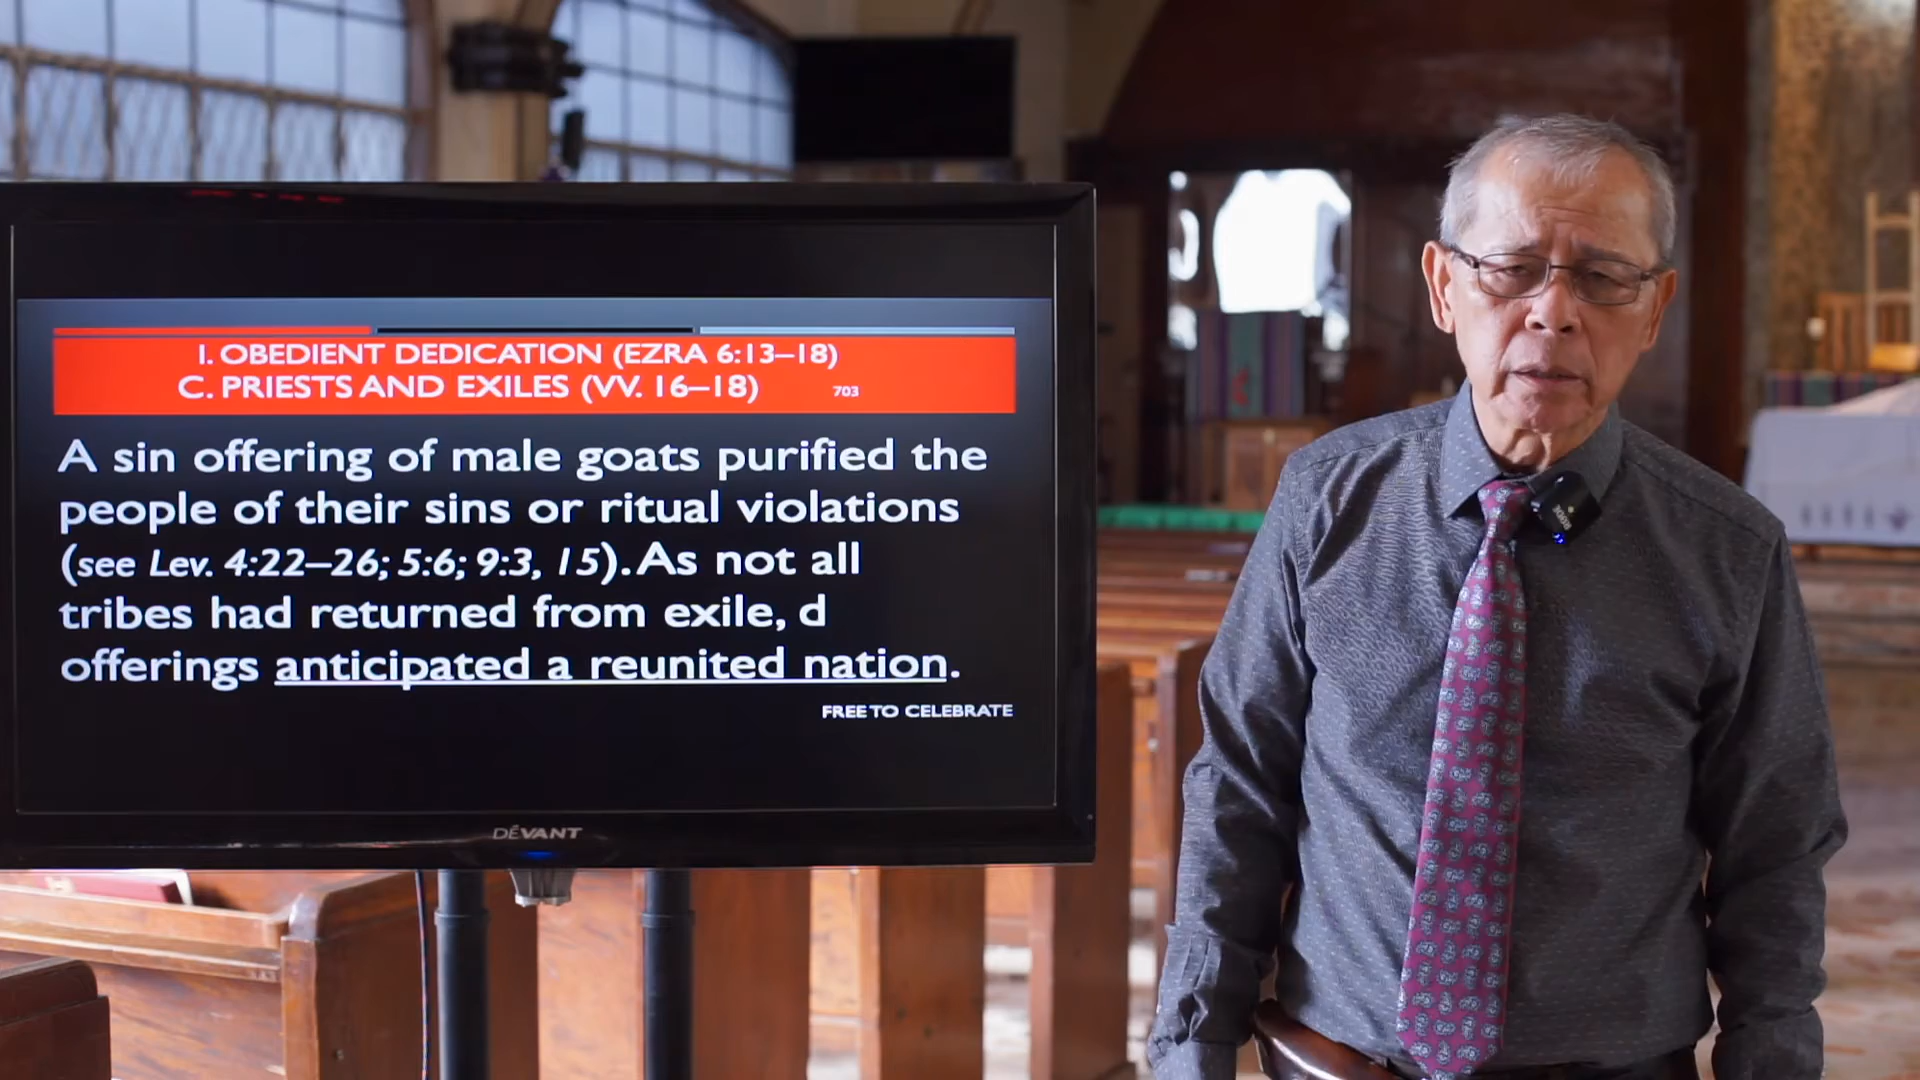 I. OBEDIENT DEDICATION (EZRA 6:13–18)
C. PRIESTS AND EXILES (VV. 16–18) 703
A sin offering of male goats purified the
people of their sins or ritual violations
(see Lev. 4:22–26; 5:6; 9:3, 15). As not all
tribes had returned from exile, d
offerings anticipated a reunited nation.
FREE TO CELEBRATE
DĒVANT
RØDE